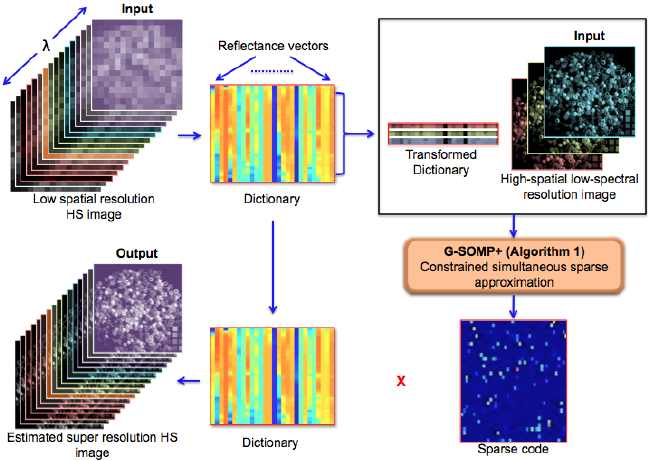 Input
λ
Reflectance vectors
Input
Low spatial resolution
HS image
Dictionary
Transformed
Dictionary
High-spatial low-spectral
resolution image
G-SOMP+ (Algorithm 1)
Constrained simultaneous sparse
approximation
Output
X
Estimated super resolution HS
image
Dictionary
Sparse code